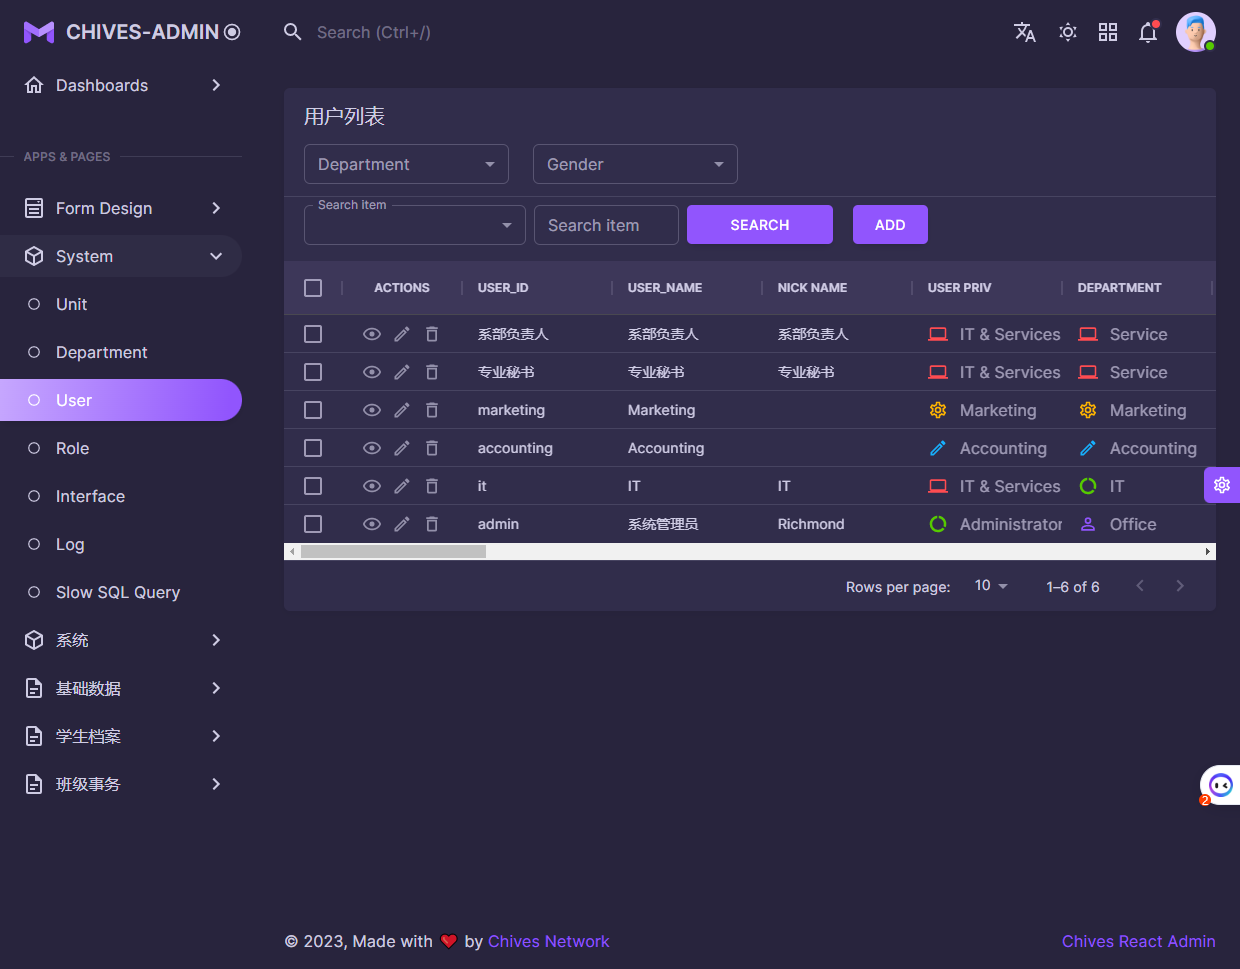 CHIVES-ADMIN
Search (Ctrl+/)
Dashboards
APPS & PAGES
Form Design
System
Unit
Department
User
Role
Interface
Log
Slow SQL Query
系统
基础数据
学生档案
班级事务
用户列表
Department
Gender
Search Item
Search item
SEARCH
ADD
ACTIONS USER_ID USER_NAME NICK NAME USER PRIV DEPARTMENT
系部负责人 系部负责人 系部负责人 IT & Services Service
专业秘书 专业秘书 专业秘书 IT & Services Service
marketing Marketing Marketing Marketing
accounting Accounting Accounting Accounting
it IT IT IT & Services IT
admin 系统管理员 Richmond Administrator Office
Rows per page: 10 1–6 of 6
2
© 2023, Made with ❤️ by Chives Network
Chives React Admin